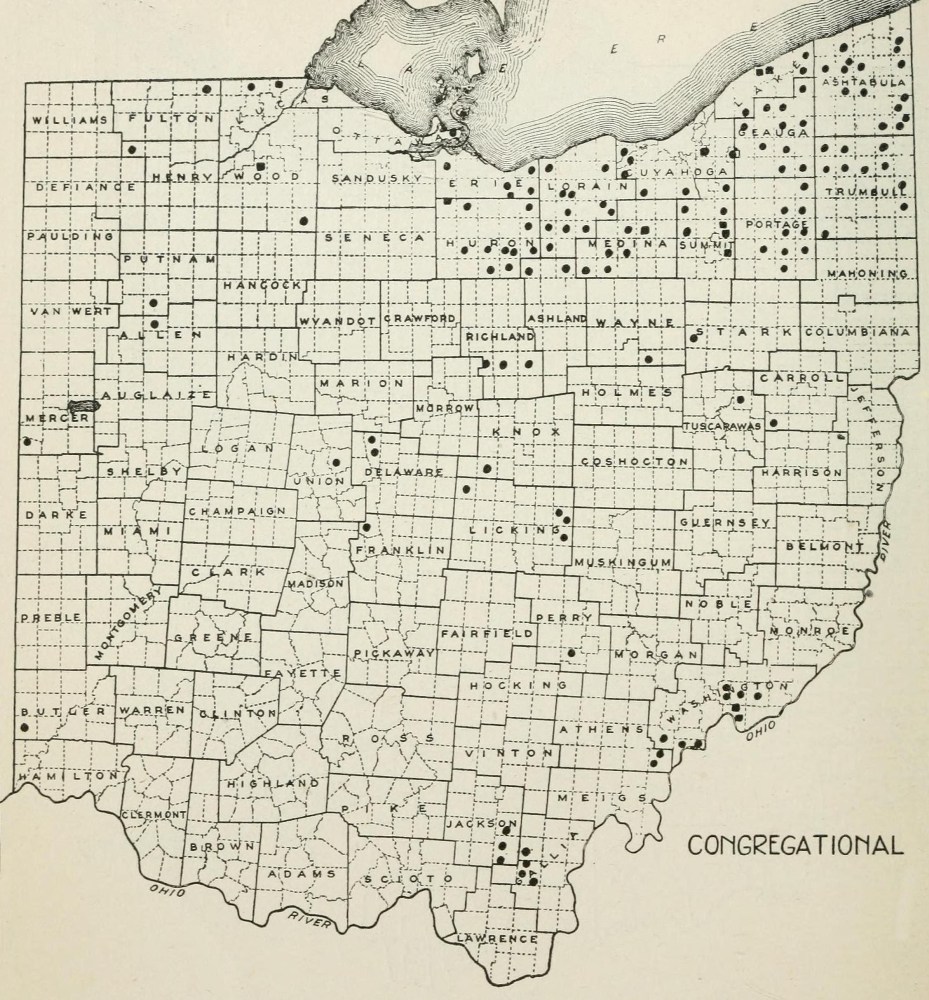 LAKE ERE
LUCAS
OTTAWA
LAKE
ASHTABULA
WILLIAMS
FULTON
GEAUGA
CUYAHOGA
HENRY
WOOD
SANDUSKY
ERIE
LORAIN
DEFIANCE
TRUMBULL
PORTAGE
PAULDING
SENECA
HURON
MEDINA
SUMMIT
PUTNAM
MAHONING
HANCOCK
VAN WERT
WYANDOT
CRAWFORD
ASHLAND
WAYNE
ALLEN
RICHLAND
STARK
COLUMBIANA
HARDIN
MARION
CARROLL
AUGLAIZE
HOLMES
MERCER
MORROW
JEFFERSON
KNOX
TUSCARAWAS
LOGAN
UNION
DELAWARE
COSHOCTON
HARRISON
SHELBY
CHAMPAIGN
DARKE
MIAMI
LICKING
GUERNSEY
RIVER
FRANKLIN
BELMONT
CLARK
MADISON
MUSKINGUM
PREBLE
MONTGOMERY
NOBLE
PERRY
GREENE
FAIRFIELD
MONROE
PICKAWAY
MORGAN
FAYETTE
HOCKING
WASHINGTON
BUTLER
WARREN
CLINTON
ATHENS
OHIO
ROSS
VINTON
HAMILTON
HIGHLAND
MEIGS
CLERMONT
PIKE
JACKSON
CONGREGATIONAL
BROWN
ADAMS
SCIOTO
GALLIA
OHIO
RIVER
LAWRENCE